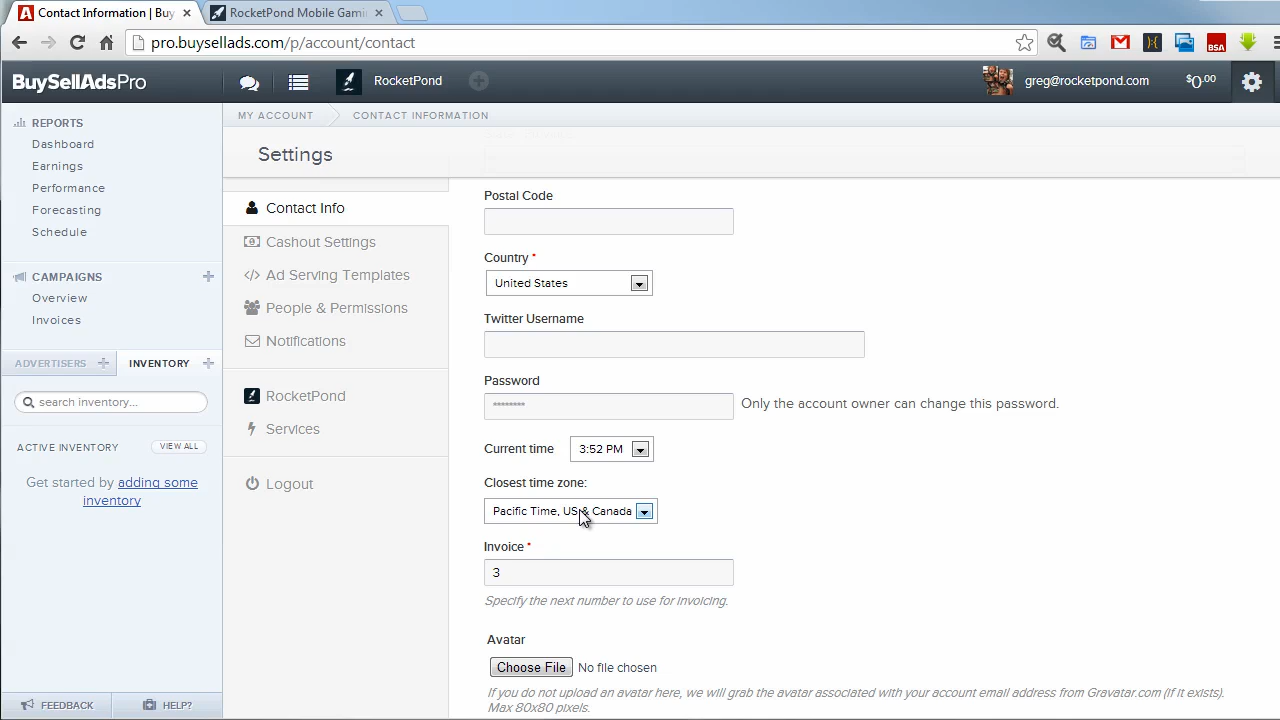 Contact Information | Buy
RocketPond Mobile Gami
pro.buysellads.com/p/account/contact
BSA
BuySellAdsPro
RocketPond
greg@rocketpond.com
$0.00
REPORTS
Dashboard
Earnings
Performance
Forecasting
Schedule
CAMPAIGNS
Overview
Invoices
ADVERTISERS
INVENTORY
search inventory...
ACTIVE INVENTORY
VIEW ALL
Get started by adding some
inventory
FEEDBACK
HELP?
MY ACCOUNT
CONTACT INFORMATION
Settings
Contact Info
Cashout Settings
Ad Serving Templates
People & Permissions
Notifications
RocketPond
Services
Logout
Postal Code
Country *
United States
Twitter Username
Password
********
Only the account owner can change this password.
Current time
3:52 PM
Closest time zone:
Pacific Time, US & Canada
Invoice *
3
Specify the next number to use for invoicing.
Avatar
Choose File No file chosen
If you do not upload an avatar here, we will grab the avatar associated with your account email address from Gravatar.com (if it exists).
Max 80x80 pixels.